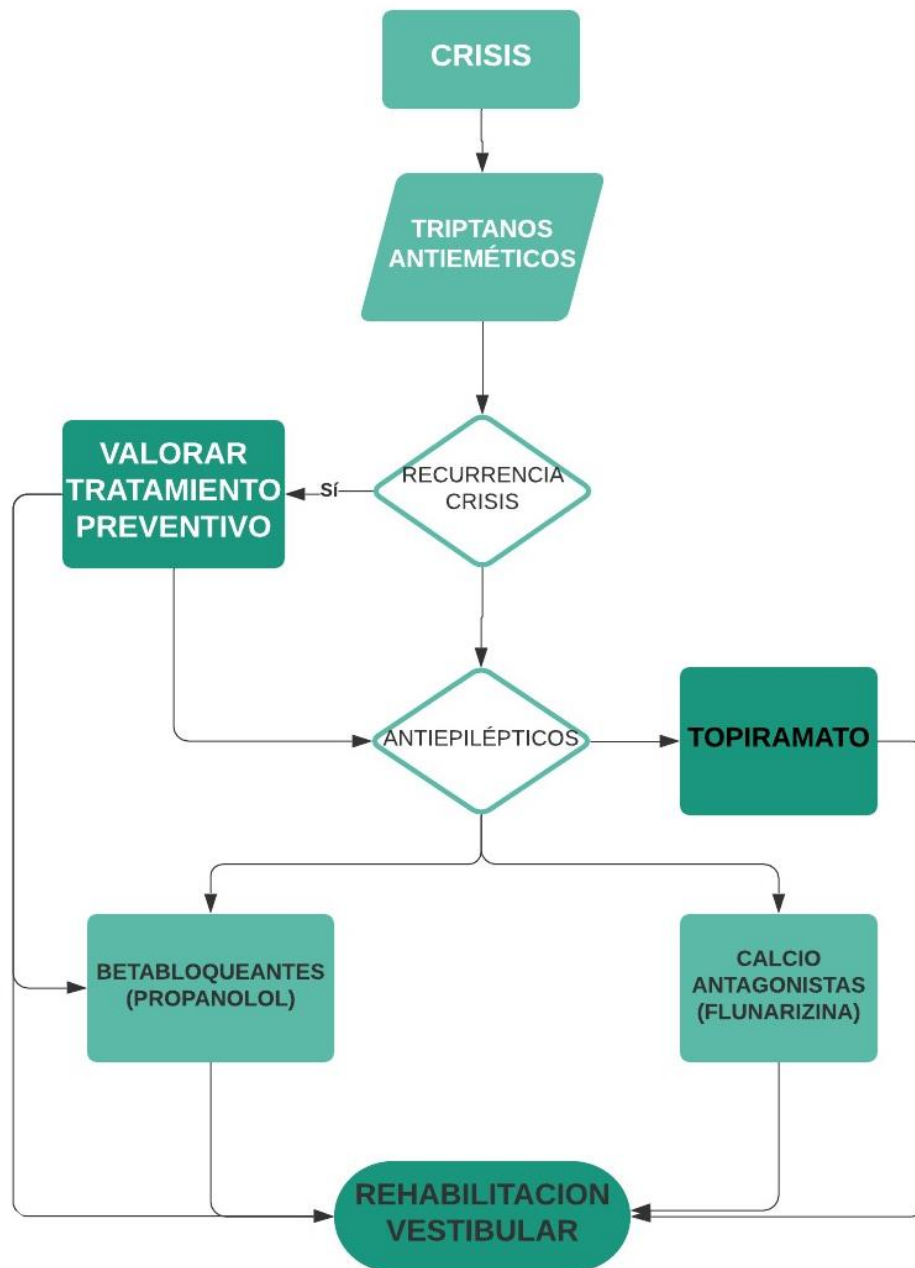 CRISIS
TRIPTANOS
ANTIEMÉTICOS
RECURRENCIA
CRISIS
Sí
VALORAR
TRATAMIENTO
PREVENTIVO
ANTIEPILÉPTICOS
TOPIRAMATO
BETABLOQUEANTES
(PROPANOLOL)
CALCIO
ANTAGONISTAS
(FLUNARIZINA)
REHABILITACION
VESTIBULAR